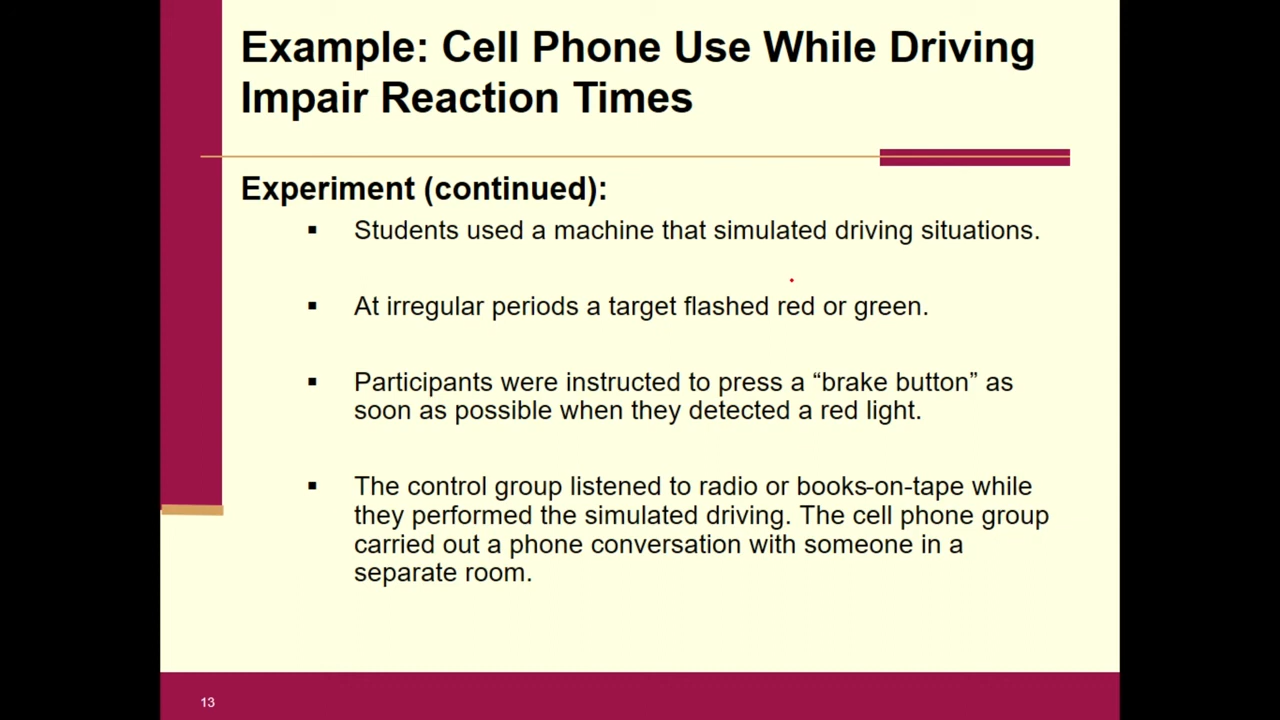 Example: Cell Phone Use While Driving
Impair Reaction Times
Experiment (continued):
▪ Students used a machine that simulated driving situations.
▪ At irregular periods a target flashed red or green.
▪ Participants were instructed to press a “brake button” as
soon as possible when they detected a red light.
▪ The control group listened to radio or books-on-tape while
they performed the simulated driving. The cell phone group
carried out a phone conversation with someone in a
separate room.
13